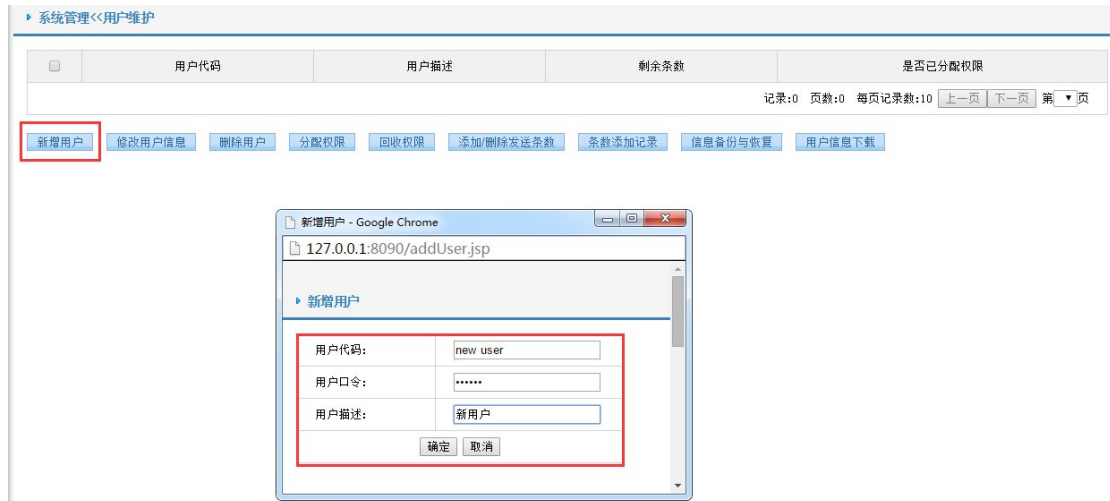 系统管理<<用户维护
用户代码 用户描述 剩余条数 是否已分配权限
记录:0 页数:0 每页记录数:10 上一页 下一页 第 页
新增用户 修改用户信息 删除用户 分配权限 回收权限 添加/删除发送条数 条数添加记录 信息备份与恢复 用户信息下载
新增用户 - Google Chrome
127.0.0.1:8090/addUser.jsp
新增用户
用户代码: new user
用户口令: ••••••
用户描述: 新用户
确定 取消